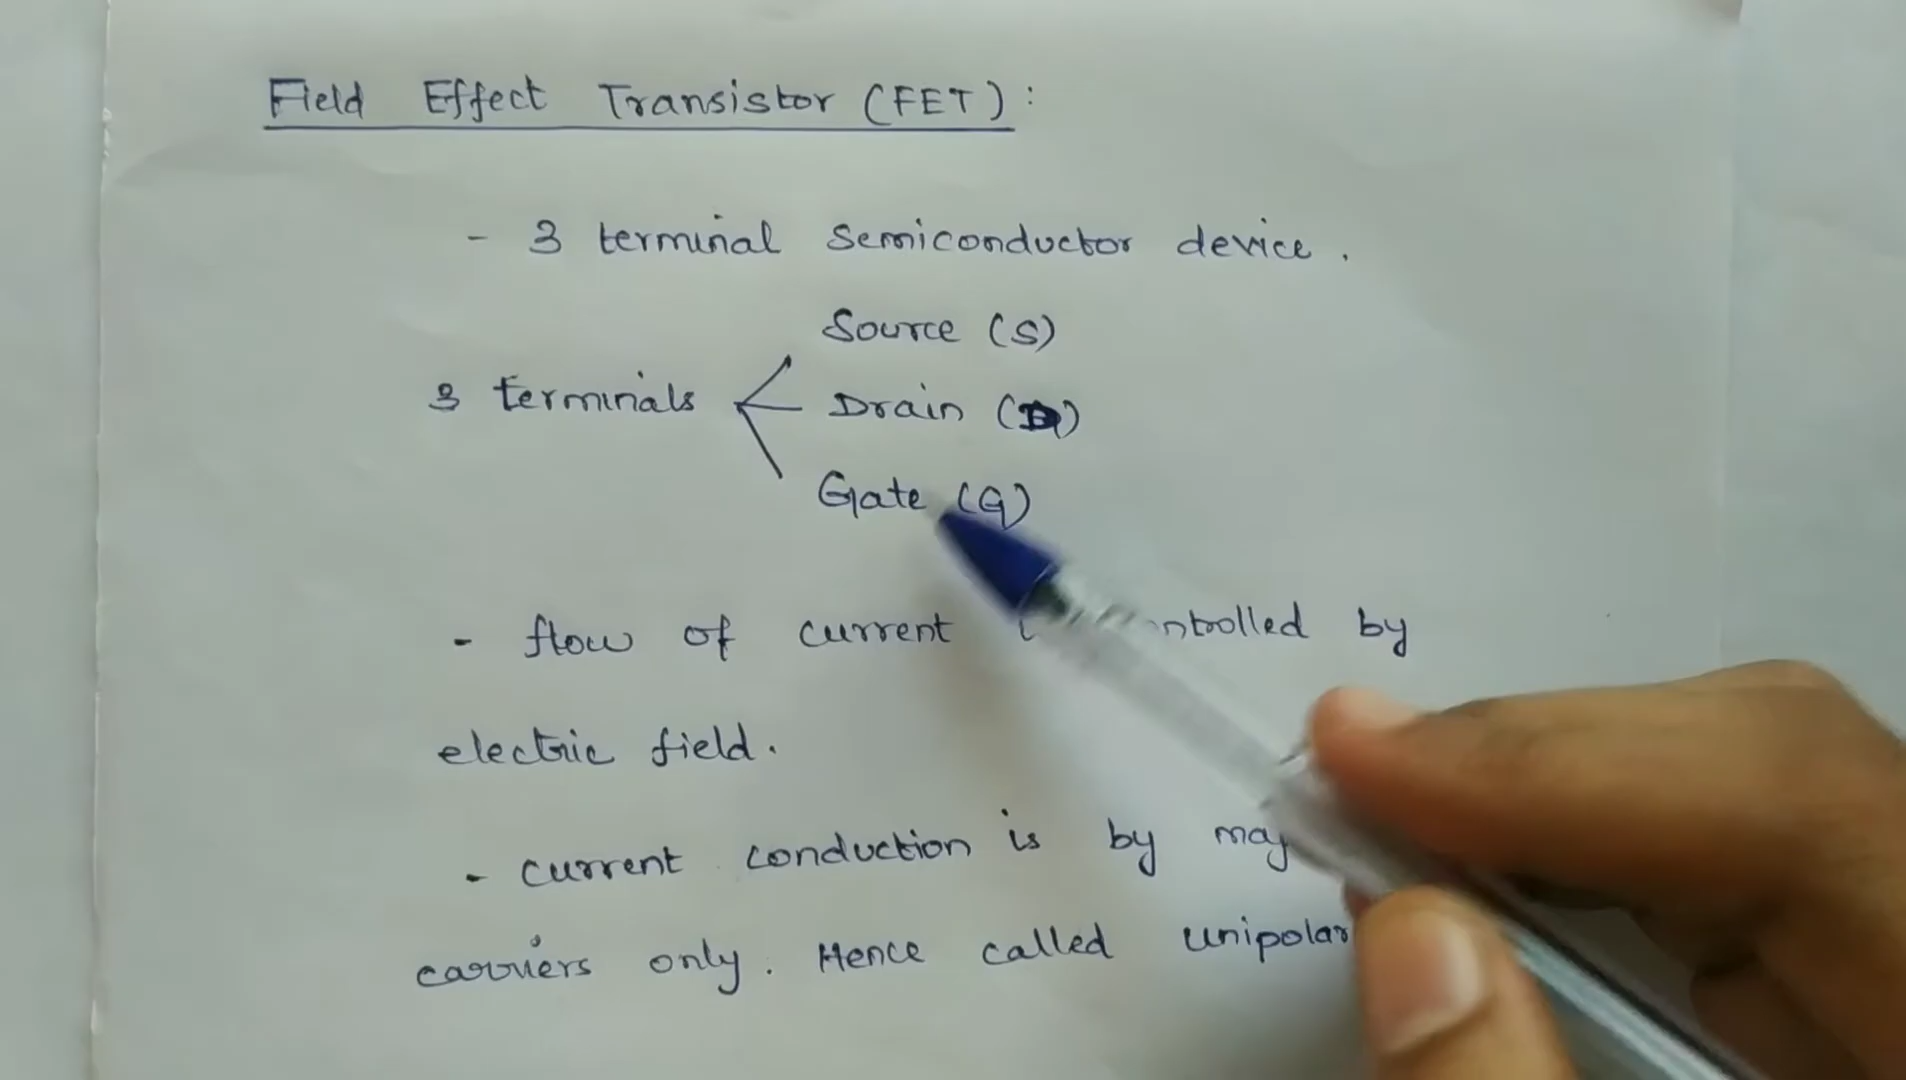 Field Effect Transistor (FET):
- 3 terminal semiconductor device.
Source (S)
3 terminals
Drain (D)
Gate (G)
- flow of current ntrolled by
electric field.
- current conduction is by maj
carriers only. Hence called unipolar